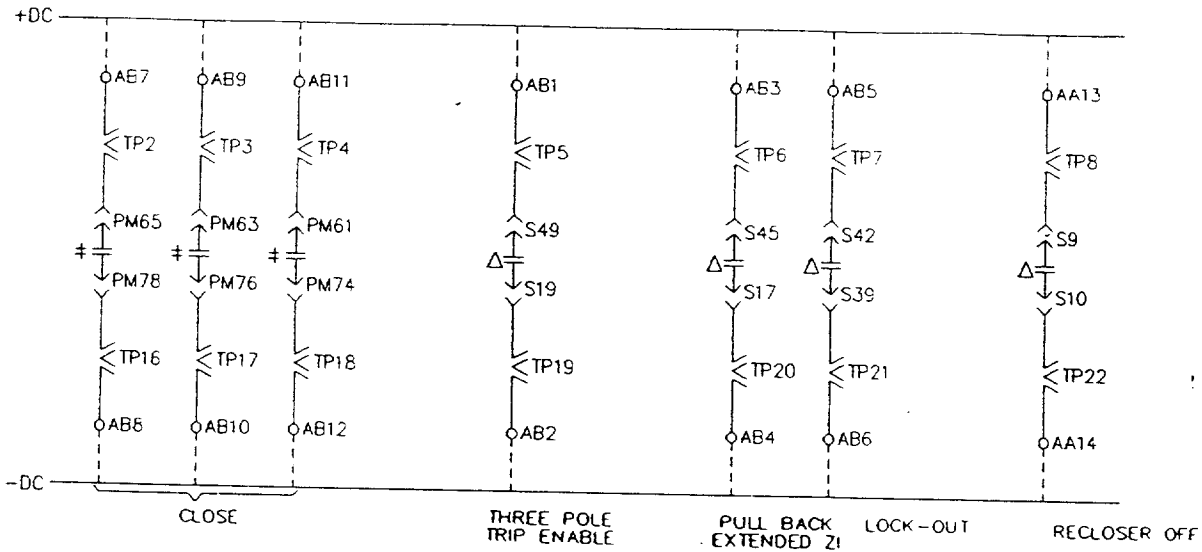 +DC
AB7 AB9 AB11 AB1 AB3 AB5 AA13
TP2 TP3 TP4 TP5 TP6 TP7 TP8
PM65 PM63 PM61 S49 S45 S42 S9
‡ ‡ ‡ Δ Δ Δ Δ
PM78 PM76 PM74 S19 S17 S39 S10
TP16 TP17 TP18 TP19 TP20 TP21 TP22
AB8 AB10 AB12 AB2 AB4 AB6 AA14
-DC
CLOSE
THREE POLE
TRIP ENABLE
PULL BACK
EXTENDED Z1
LOCK-OUT
RECLOSER OFF